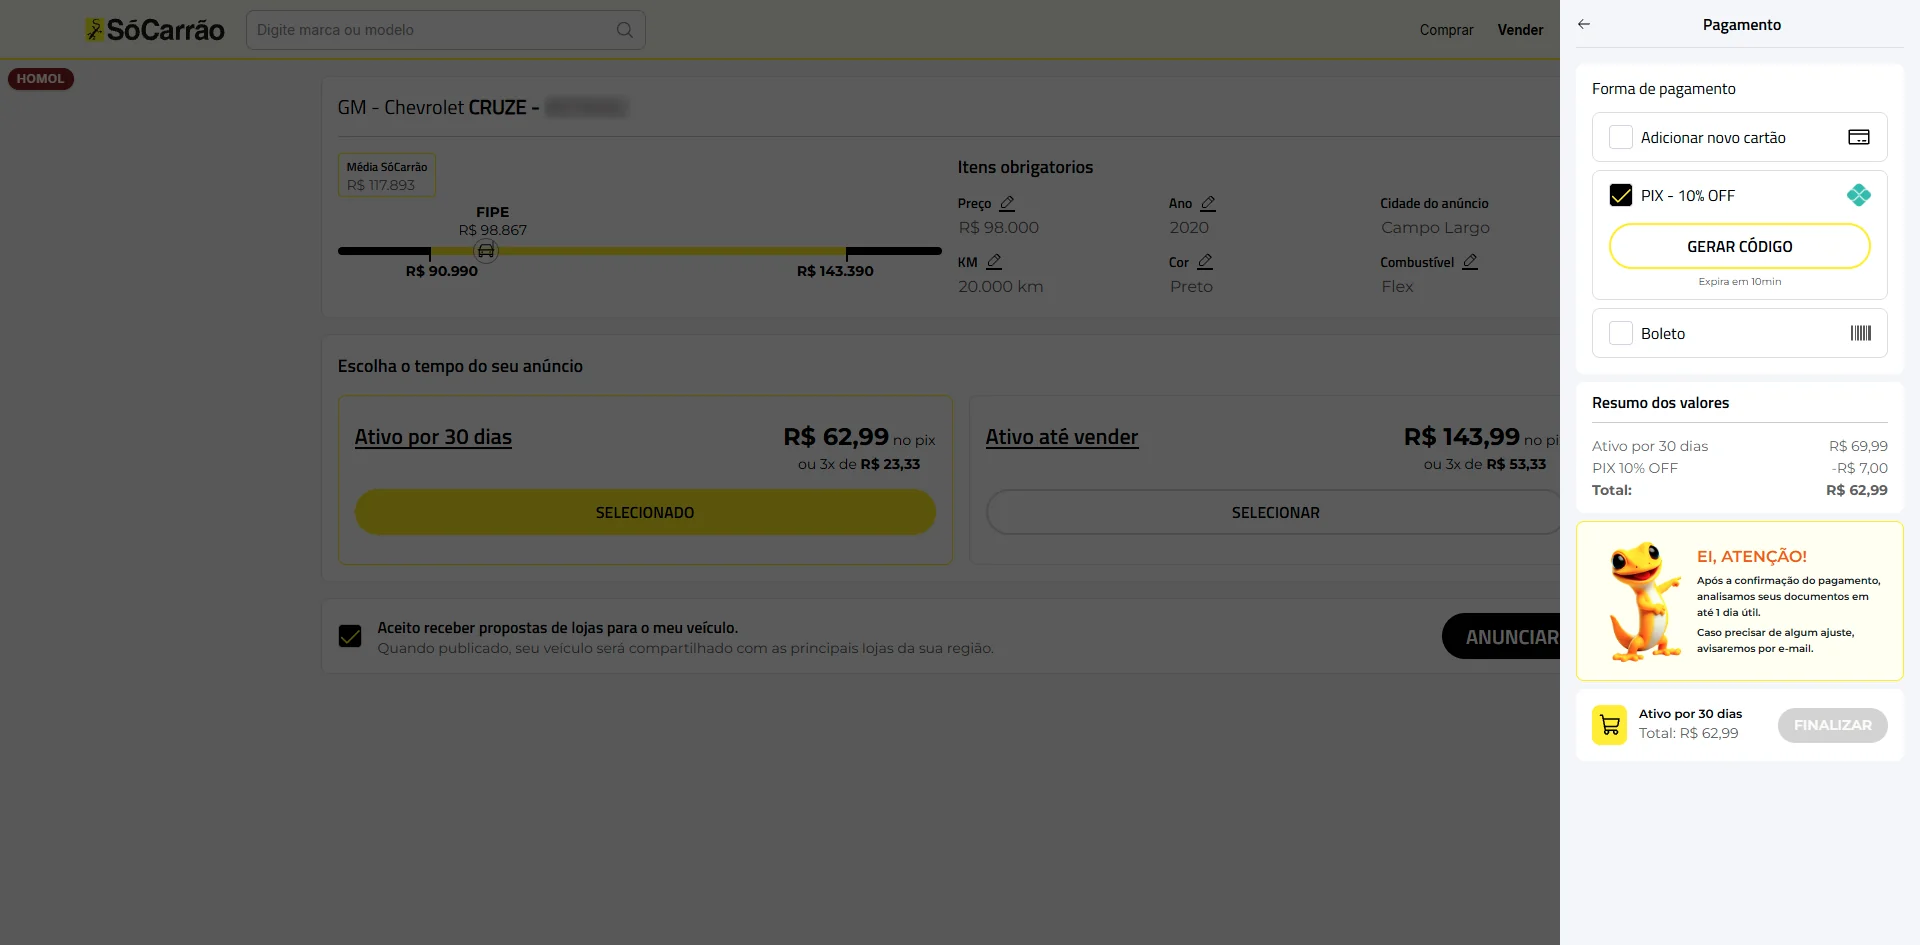 SóCarrão
Digite marca ou modelo
Comprar
Vender
HOMOL
GM - Chevrolet CRUZE -
Média SóCarrão
R$ 117.893
FIPE
R$ 98.867
R$ 90.990
R$ 143.390
Itens obrigatorios
Preço
R$ 98.000
Ano
2020
Cidade do anúncio
Campo Largo
KM
20.000 km
Cor
Preto
Combustível
Flex
Escolha o tempo do seu anúncio
Ativo por 30 dias
R$ 62,99 no pix
ou 3x de R$ 23,33
SELECIONADO
Ativo até vender
R$ 143,99 no pi
ou 3x de R$ 53,33
SELECIONAR
Aceito receber propostas de lojas para o meu veículo.
Quando publicado, seu veículo será compartilhado com as principais lojas da sua região.
ANUNCIAR
Pagamento
Forma de pagamento
Adicionar novo cartão
PIX - 10% OFF
GERAR CÓDIGO
Expira em 10min
Boleto
Resumo dos valores
Ativo por 30 dias R$ 69,99
PIX 10% OFF -R$ 7,00
Total: R$ 62,99
EI, ATENÇÃO!
Após a confirmação do pagamento,
analisamos seus documentos em
até 1 dia útil.
Caso precisar de algum ajuste,
avisaremos por e-mail.
Ativo por 30 dias
Total: R$ 62,99
FINALIZAR